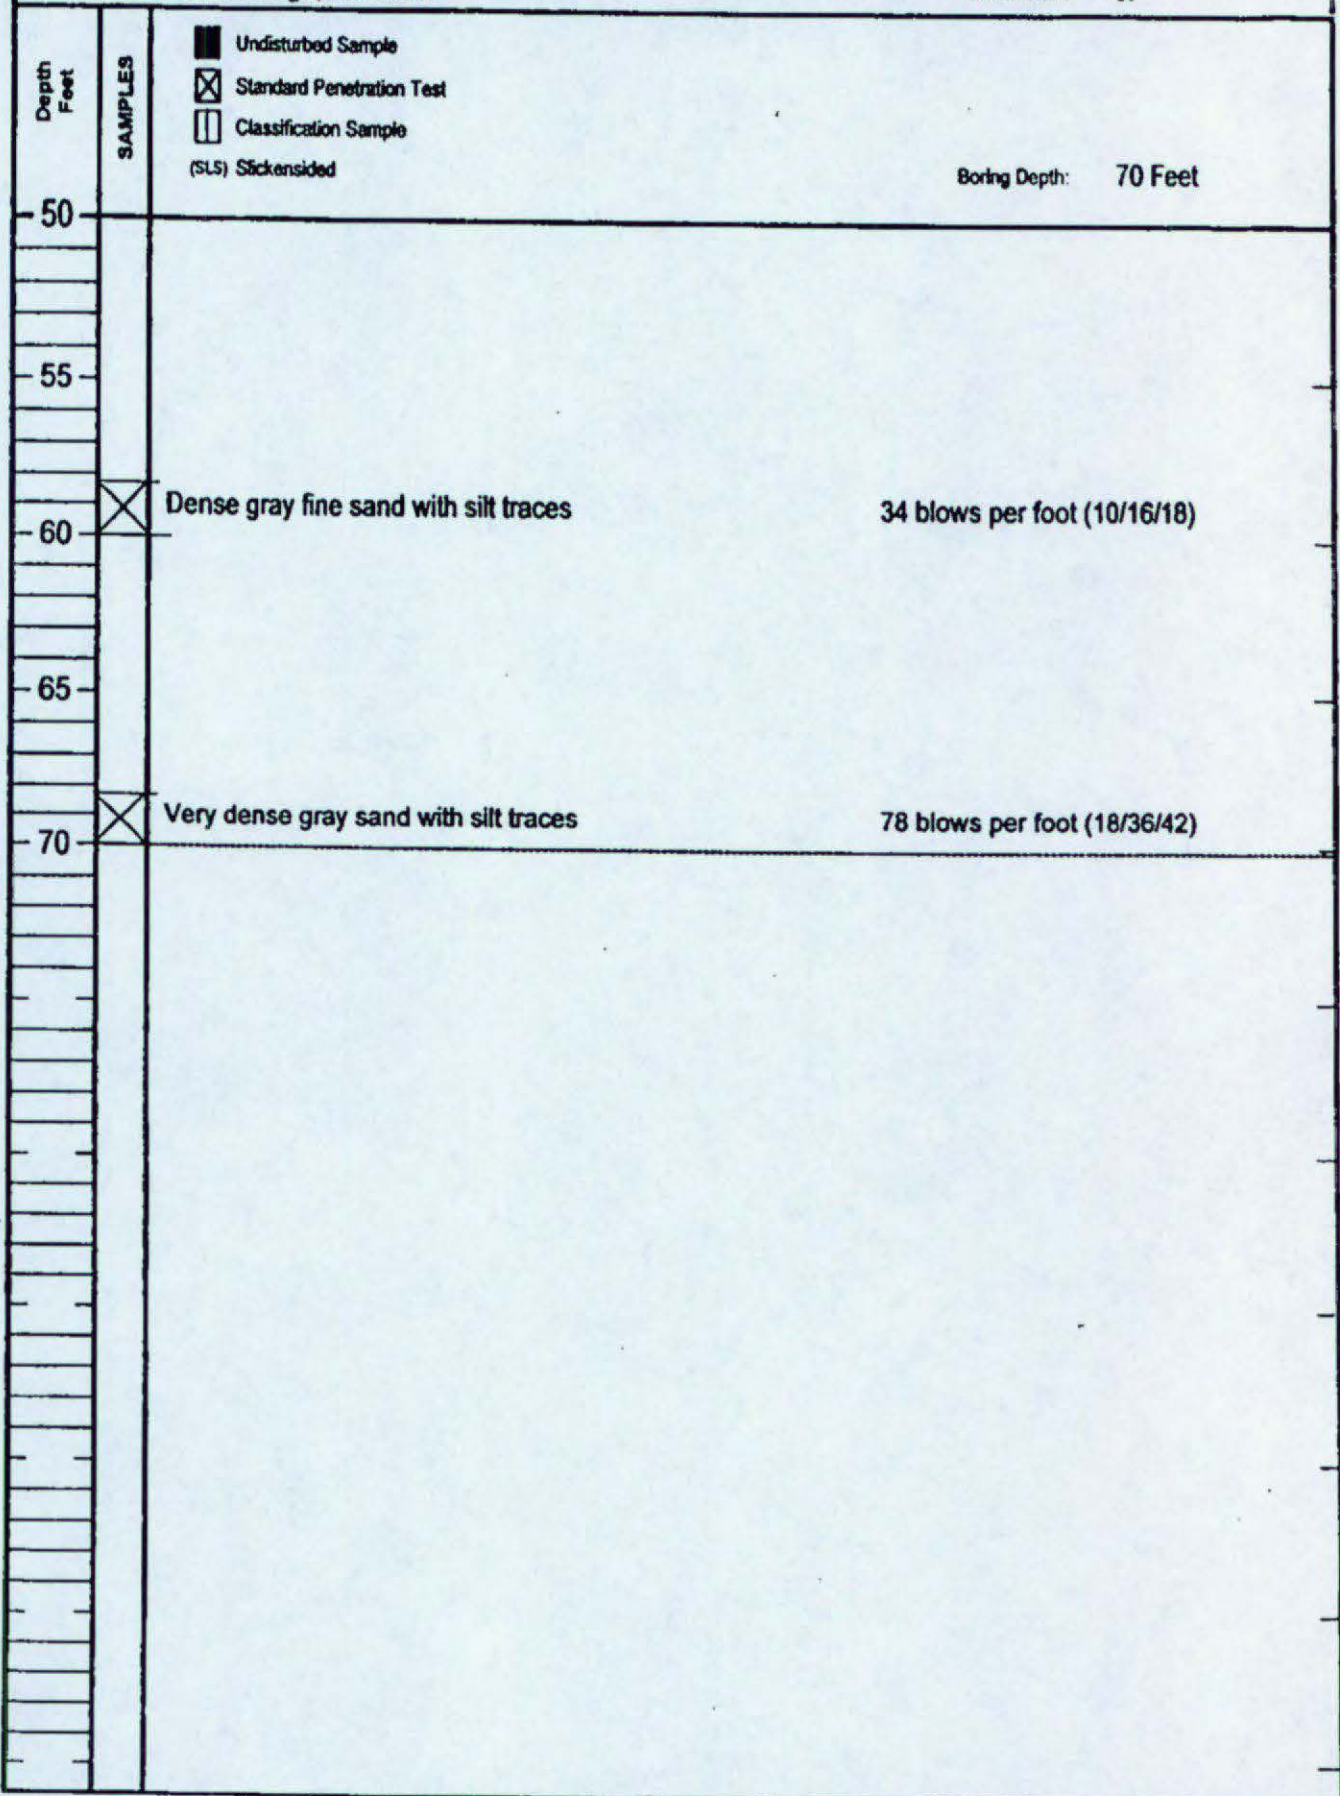 Depth
Feet
SAMPLES
Undisturbed Sample
Standard Penetration Test
Classification Sample
(SLS) Slickensided
Boring Depth: 70 Feet
50
55
Dense gray fine sand with silt traces 34 blows per foot (10/16/18)
60
65
Very dense gray sand with silt traces 78 blows per foot (18/36/42)
70